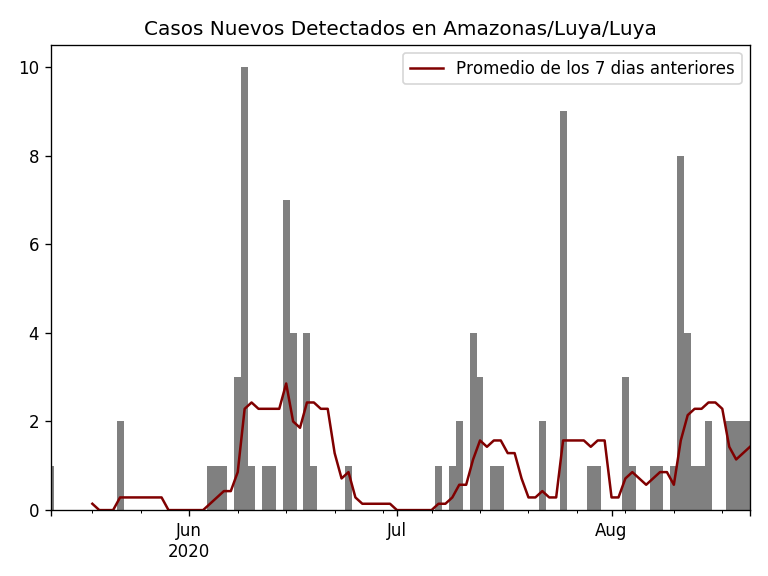 Casos Nuevos Detectados en Amazonas/Luya/Luya
Promedio de los 7 dias anteriores
10
8
6
4
2
0
Jun
2020
Jul
Aug